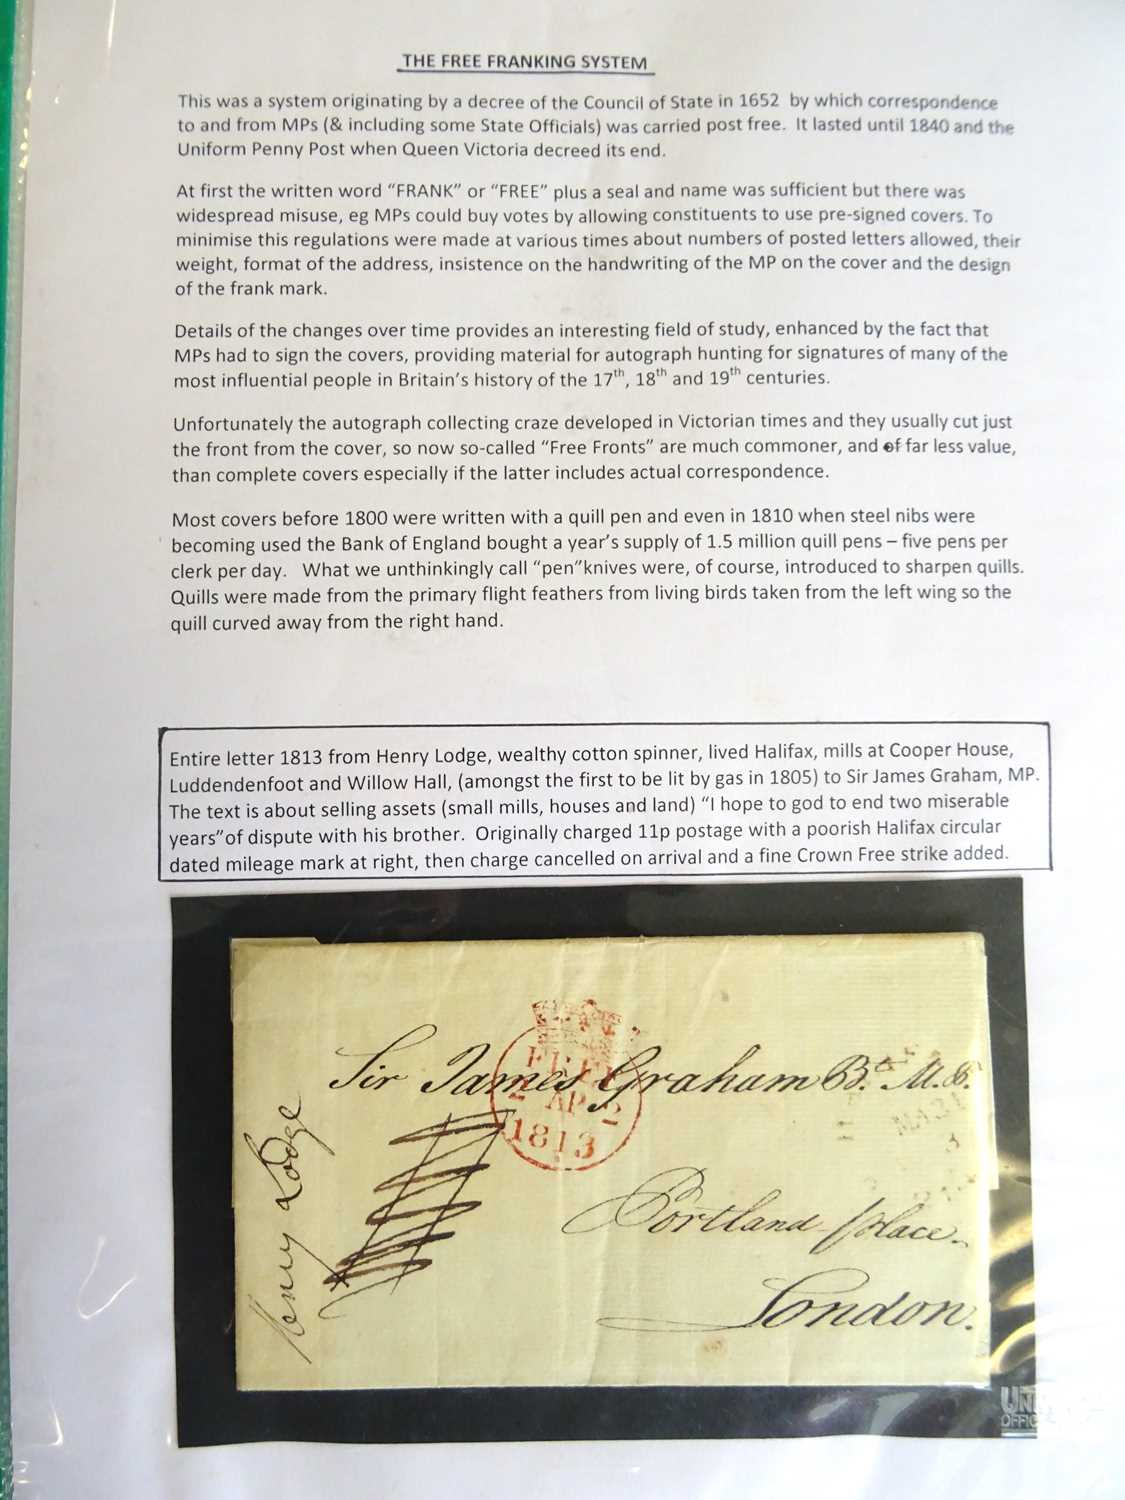 THE FREE FRANKING SYSTEM
This was a system originating by a decree of the Council of State in 1652 by which correspondence
to and from MPs (& including some State Officials) was carried post free. It lasted until 1840 and the
Uniform Penny Post when Queen Victoria decreed its end.
At first the written word “FRANK” or “FREE” plus a seal and name was sufficient but there was
widespread misuse, eg MPs could buy votes by allowing constituents to use pre-signed covers. To
minimise this regulations were made at various times about numbers of posted letters allowed, their
weight, format of the address, insistence on the handwriting of the MP on the cover and the design
of the frank mark.
Details of the changes over time provides an interesting field of study, enhanced by the fact that
MPs had to sign the covers, providing material for autograph hunting for signatures of many of the
most influential people in Britain’s history of the 17th, 18th and 19th centuries.
Unfortunately the autograph collecting craze developed in Victorian times and they usually cut just
the front from the cover, so now so-called “Free Fronts” are much commoner, and of far less value,
than complete covers especially if the latter includes actual correspondence.
Most covers before 1800 were written with a quill pen and even in 1810 when steel nibs were
becoming used the Bank of England bought a year’s supply of 1.5 million quill pens – five pens per
clerk per day. What we unthinkingly call “pen”knives were, of course, introduced to sharpen quills.
Quills were made from the primary flight feathers from living birds taken from the left wing so the
quill curved away from the right hand.
Entire letter 1813 from Henry Lodge, wealthy cotton spinner, lived Halifax, mills at Cooper House,
Luddendenfoot and Willow Hall, (amongst the first to be lit by gas in 1805) to Sir James Graham, MP.
The text is about selling assets (small mills, houses and land) “I hope to god to end two miserable
years”of dispute with his brother. Originally charged 11p postage with a poorish Halifax circular
dated mileage mark at right, then charge cancelled on arrival and a fine Crown Free strike added.
FREE
2 AP 2
1813
Sir James Graham Bt. M.P.
Portland place.
London.
Henry Lodge